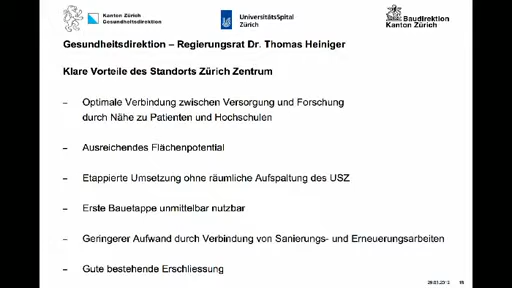 Kanton Zürich
Gesundheitsdirektion
UniversitätsSpital
Zürich
Baudirektion
Kanton Zürich
Gesundheitsdirektion – Regierungsrat Dr. Thomas Heiniger
Klare Vorteile des Standorts Zürich Zentrum
– Optimale Verbindung zwischen Versorgung und Forschung
durch Nähe zu Patienten und Hochschulen
– Ausreichendes Flächenpotential
– Etappierte Umsetzung ohne räumliche Aufspaltung des USZ
– Erste Bauetappe unmittelbar nutzbar
– Geringerer Aufwand durch Verbindung von Sanierungs- und Erneuerungsarbeiten
– Gute bestehende Erschliessung